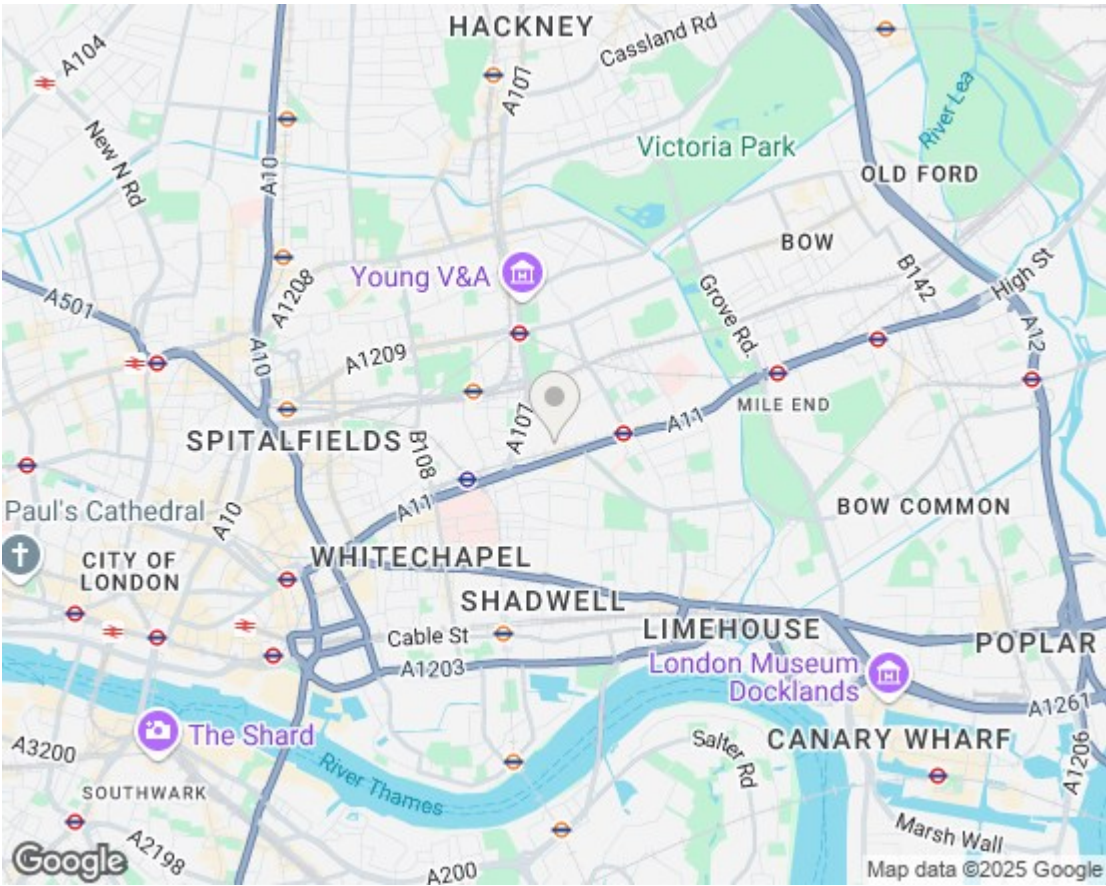 HACKNEY
Cassland Rd
A104
A107
New N Rd
A10
River Lea
Victoria Park
OLD FORD
BOW
B142
High St
Young V&A
A1208
A501
Grove Rd.
A10
A1209
A12
MILE END
A107
A11
SPITALFIELDS
B108
A11
Paul's Cathedral
A10
BOW COMMON
CITY OF
LONDON
WHITECHAPEL
SHADWELL
Cable St
LIMEHOUSE
POPLAR
A1203
London Museum
Docklands
A1261
The Shard
A3200
River Thames
Salter Rd
CANARY WHARF
A1206
SOUTHWARK
A2198
Marsh Wall
A200
Google
Map data ©2025 Google